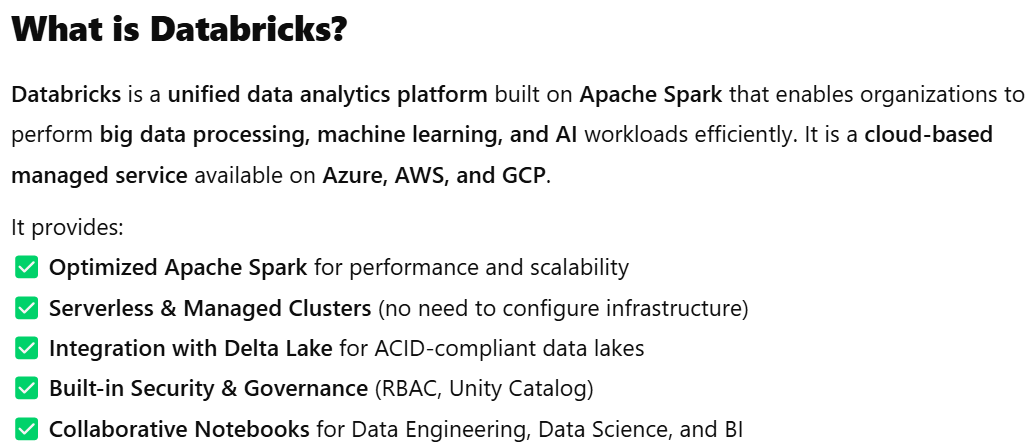 What is Databricks?
Databricks is a unified data analytics platform built on Apache Spark that enables organizations to
perform big data processing, machine learning, and AI workloads efficiently. It is a cloud-based
managed service available on Azure, AWS, and GCP.
It provides:
✅ Optimized Apache Spark for performance and scalability
✅ Serverless & Managed Clusters (no need to configure infrastructure)
✅ Integration with Delta Lake for ACID-compliant data lakes
✅ Built-in Security & Governance (RBAC, Unity Catalog)
✅ Collaborative Notebooks for Data Engineering, Data Science, and BI